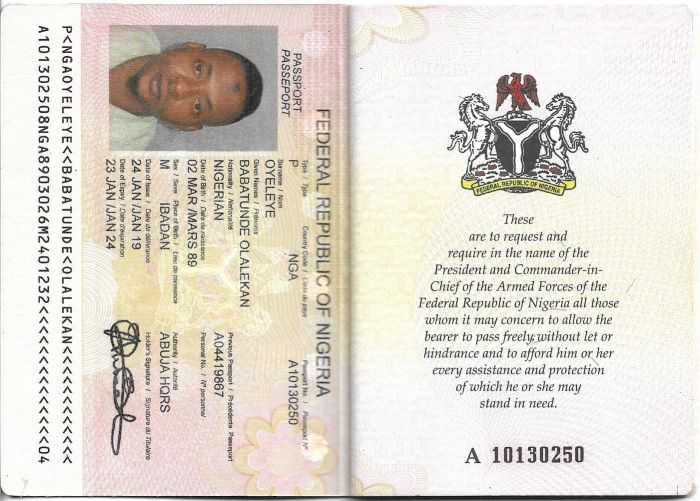 FEDERAL REPUBLIC OF NIGERIA
PASSPORT
PASSEPORT
Type / Type
P
Country Code / Code du pays
NGA
Passport No. / Passeport N°
A10130250
Surname / Nom
OYELEYE
Given Names / Prénoms
BABATUNDE OLALEKAN
Nationality / Nationalité
NIGERIAN
Previous Passport / Précédente Passeport
A04419867
Date of Birth / Date de naissance
02 MAR /MARS 89
Personal No. / N° personnel
Sex / Sexe
M
Place of Birth / Lieu de naissance
IBADAN
Authority / Autorité
ABUJA HQRS
Date of Issue / Date de délivrance
24 JAN /JAN 19
Holder's Signature / Signature du Titulaire
Date of Expiry / Date d'expiration
23 JAN /JAN 24
P<NGAOYELEYE<<BABATUNDE<OLALEKAN<<<<<<<<<<<<
A101302508NGA8903026M2401232<<<<<<<<<<<<<<04
FEDERAL REPUBLIC OF NIGERIA
These
are to request and
require in the name of the
President and Commander-in-
Chief of the Armed Forces of the
Federal Republic of Nigeria all those
whom it may concern to allow the
bearer to pass freely without let or
hindrance and to afford him or her
every assistance and protection
of which he or she may
stand in need.
A 10130250